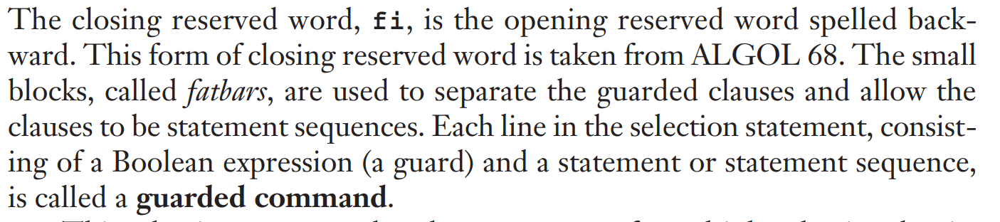 The closing reserved word, fi, is the opening reserved word spelled back-
ward. This form of closing reserved word is taken from ALGOL 68. The small
blocks, called fatbars, are used to separate the guarded clauses and allow the
clauses to be statement sequences. Each line in the selection statement, consist-
ing of a Boolean expression (a guard) and a statement or statement sequence,
is called a guarded command.